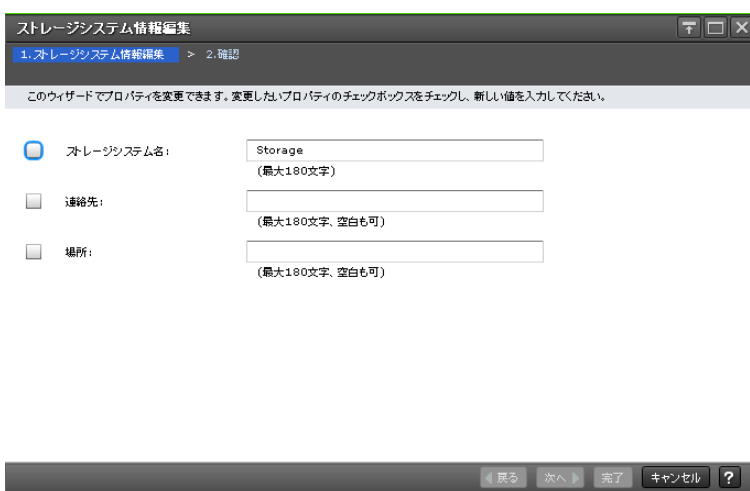 ストレージシステム情報編集
1.ストレージシステム情報編集 > 2.確認
このウィザードでプロパティを変更できます。変更したいプロパティのチェックボックスをチェックし、新しい値を入力してください。
ストレージシステム名: Storage
(最大180文字)
連絡先:
(最大180文字、空白も可)
場所:
(最大180文字、空白も可)
戻る 次へ 完了 キャンセル ?